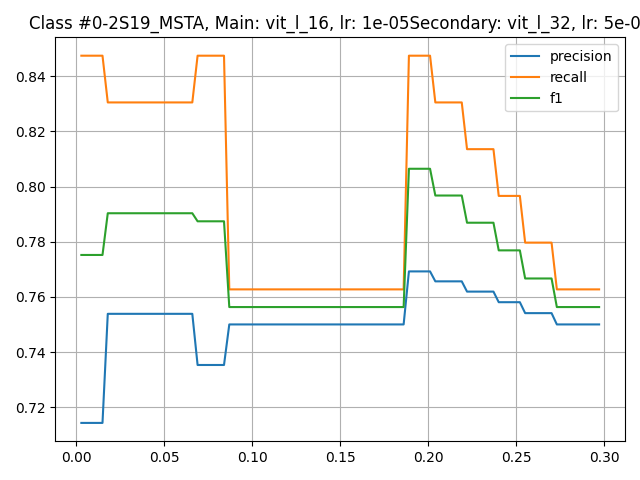 Class #0-2S19_MSTA, Main: vit_l_16, lr: 1e-05Secondary: vit_l_32, lr: 5e-0
precision
recall
f1
0.84
0.82
0.80
0.78
0.76
0.74
0.72
0.00 0.05 0.10 0.15 0.20 0.25 0.30